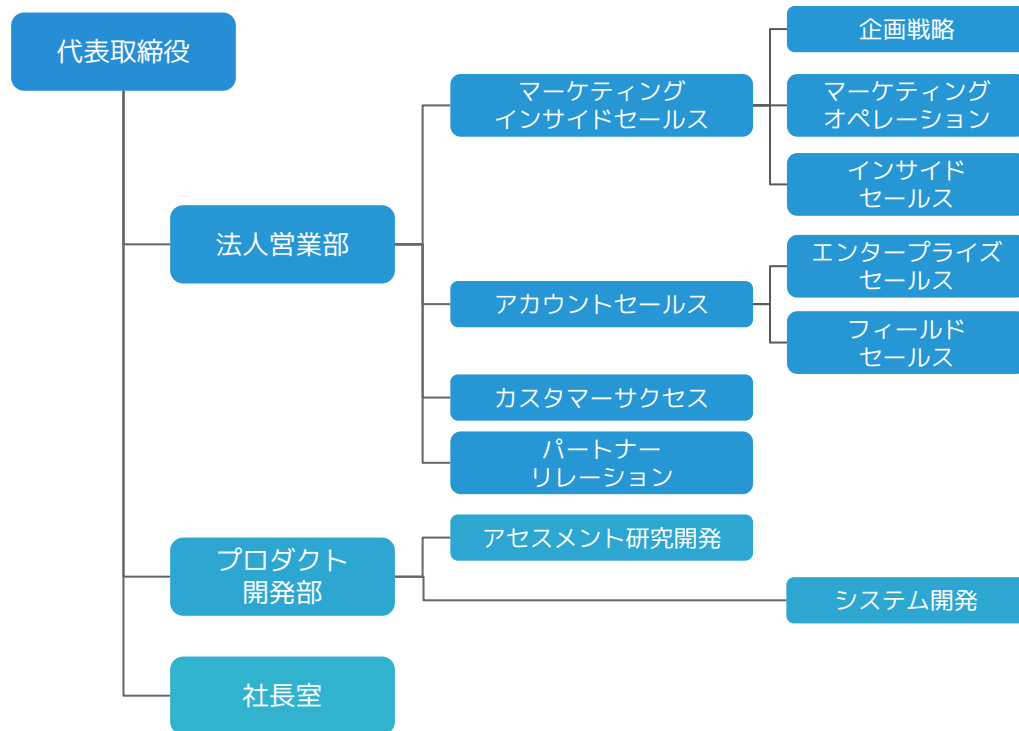 代表取締役
法人営業部
マーケティング
インサイドセールス
企画戦略
マーケティング
オペレーション
インサイド
セールス
アカウントセールス
エンタープライズ
セールス
フィールド
セールス
カスタマーサクセス
パートナー
リレーション
プロダクト
開発部
アセスメント研究開発
システム開発
社長室